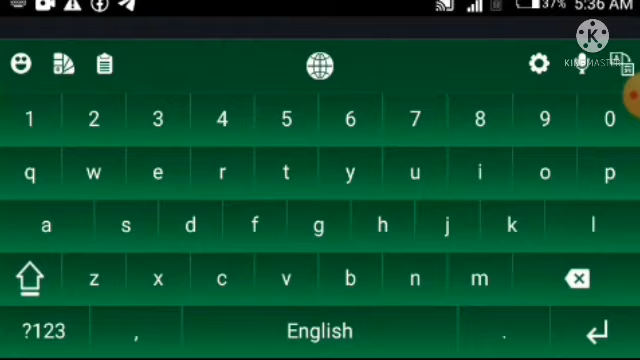 37% 5:36 AM
K
KINEMASTER
1 2 3 4 5 6 7 8 9 0
q w e r t y u i o p
a s d f g h j k l
z x c v b n m
?123 , English .